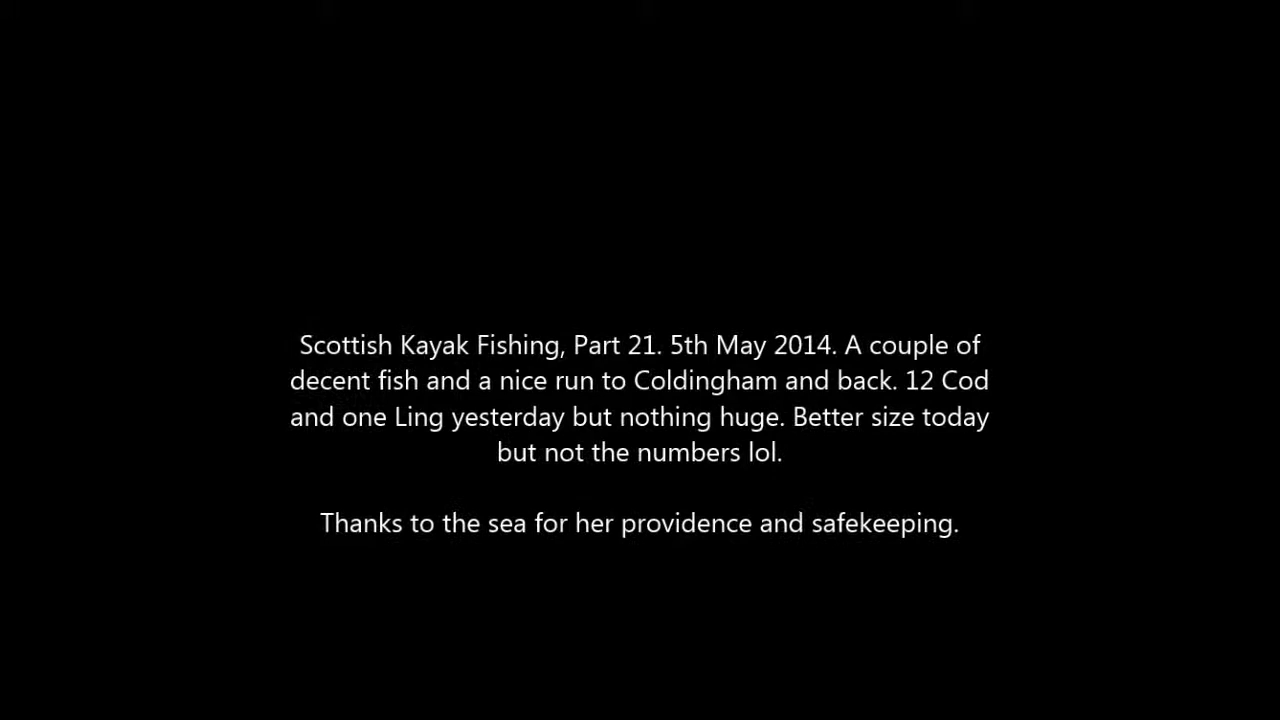 Scottish Kayak Fishing, Part 21. 5th May 2014. A couple of
decent fish and a nice run to Coldingham and back. 12 Cod
and one Ling yesterday but nothing huge. Better size today
but not the numbers lol.
Thanks to the sea for her providence and safekeeping.